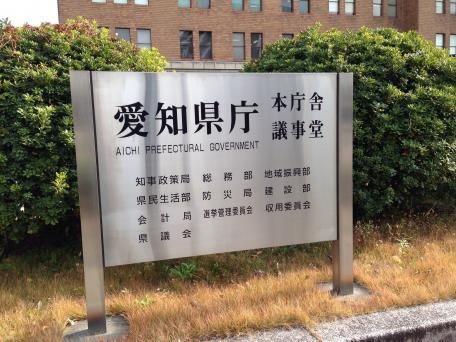 愛知県庁 本庁舎 議事堂
AICHI PREFECTURAL GOVERNMENT
知事政策局 総務部 地域振興部
県民生活部 防災局 建設部
会計局 選挙管理委員会 収用委員会
県議会